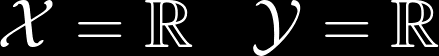 𝒳 = ℝ 𝒴 = ℝ